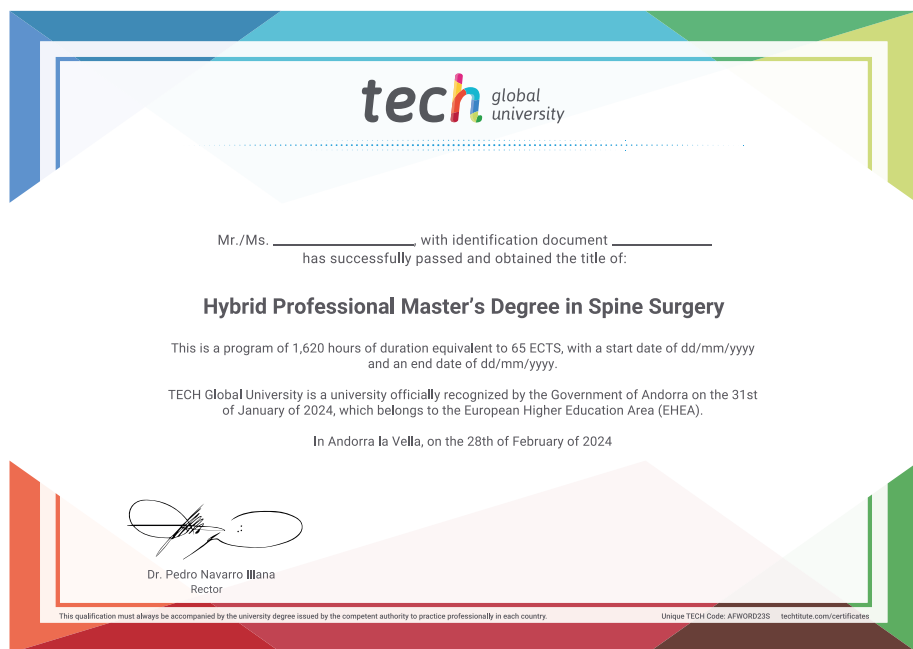 tech global
university
Mr./Ms. ____________________, with identification document ______________
has successfully passed and obtained the title of:
Hybrid Professional Master’s Degree in Spine Surgery
This is a program of 1,620 hours of duration equivalent to 65 ECTS, with a start date of dd/mm/yyyy
and an end date of dd/mm/yyyy.
TECH Global University is a university officially recognized by the Government of Andorra on the 31st
of January of 2024, which belongs to the European Higher Education Area (EHEA).
In Andorra la Vella, on the 28th of February of 2024
Dr. Pedro Navarro Illana
Rector
This qualification must always be accompanied by the university degree issued by the competent authority to practice professionally in each country. Unique TECH Code: AFWORD23S techtitute.com/certificates